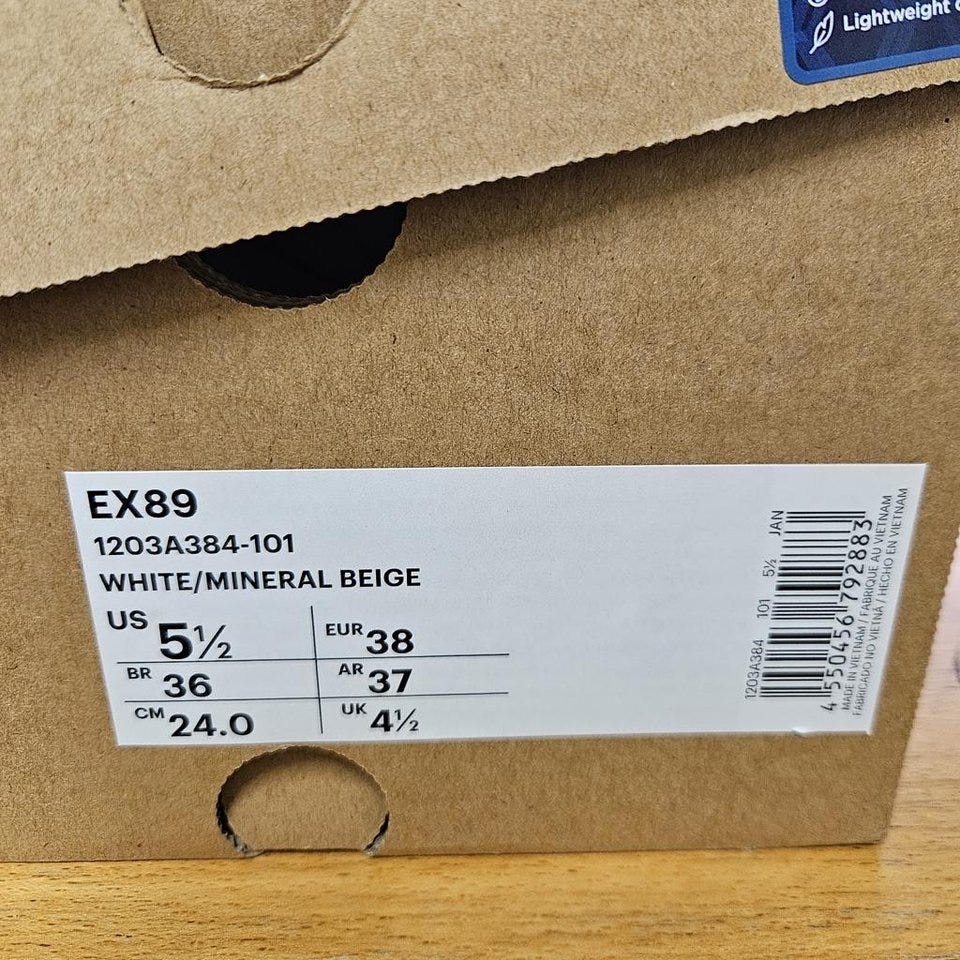 Lightweight
EX89
1203A384-101
WHITE/MINERAL BEIGE
US 5½
EUR 38
BR 36
AR 37
CM 24.0
UK 4½
1203A384 101 5½ JAN
4 550456 792883
MADE IN VIETNAM / FABRIQUE AU VIETNAM
FABRICADO NO VIETNÃ / HECHO EN VIETNAM